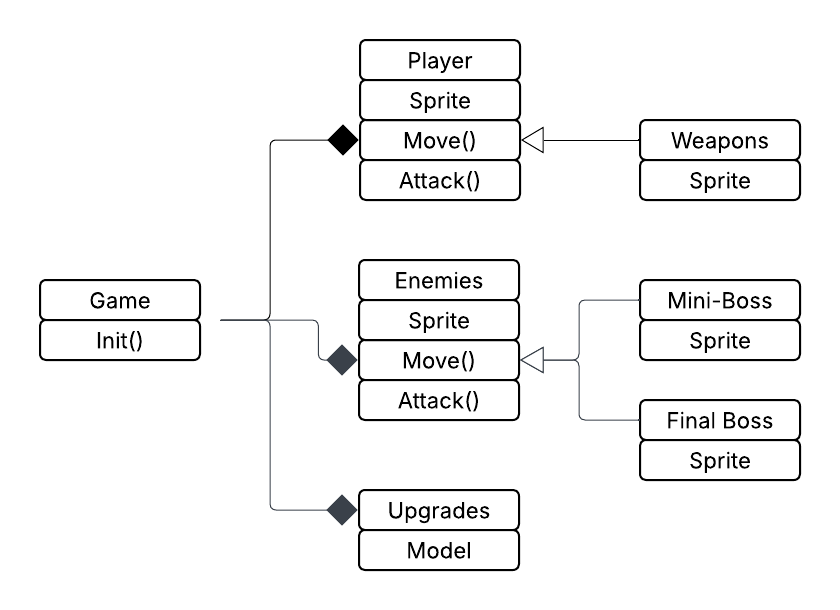 Player
Sprite
Move()
Attack()
Weapons
Sprite
Game
Init()
Enemies
Sprite
Move()
Attack()
Mini-Boss
Sprite
Final Boss
Sprite
Upgrades
Model